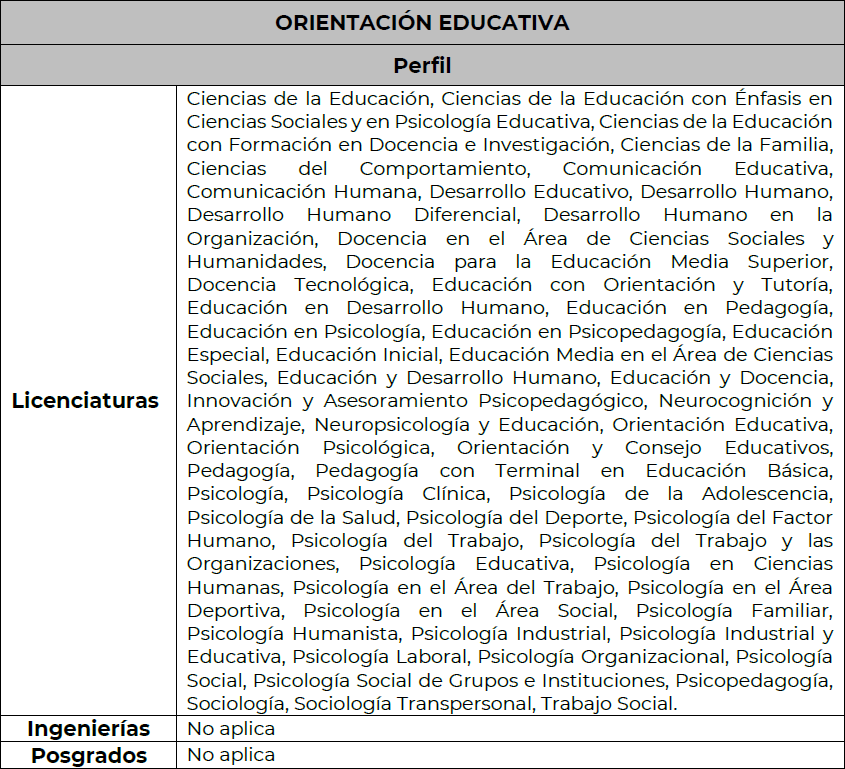 ORIENTACIÓN EDUCATIVA
Perfil
Licenciaturas
Ciencias de la Educación, Ciencias de la Educación con Énfasis en
Ciencias Sociales y en Psicología Educativa, Ciencias de la Educación
con Formación en Docencia e Investigación, Ciencias de la Familia,
Ciencias del Comportamiento, Comunicación Educativa,
Comunicación Humana, Desarrollo Educativo, Desarrollo Humano,
Desarrollo Humano Diferencial, Desarrollo Humano en la
Organización, Docencia en el Área de Ciencias Sociales y
Humanidades, Docencia para la Educación Media Superior,
Docencia Tecnológica, Educación con Orientación y Tutoría,
Educación en Desarrollo Humano, Educación en Pedagogía,
Educación en Psicología, Educación en Psicopedagogía, Educación
Especial, Educación Inicial, Educación Media en el Área de Ciencias
Sociales, Educación y Desarrollo Humano, Educación y Docencia,
Innovación y Asesoramiento Psicopedagógico, Neurocognición y
Aprendizaje, Neuropsicología y Educación, Orientación Educativa,
Orientación Psicológica, Orientación y Consejo Educativos,
Pedagogía, Pedagogía con Terminal en Educación Básica,
Psicología, Psicología Clínica, Psicología de la Adolescencia,
Psicología de la Salud, Psicología del Deporte, Psicología del Factor
Humano, Psicología del Trabajo, Psicología del Trabajo y las
Organizaciones, Psicología Educativa, Psicología en Ciencias
Humanas, Psicología en el Área del Trabajo, Psicología en el Área
Deportiva, Psicología en el Área Social, Psicología Familiar,
Psicología Humanista, Psicología Industrial, Psicología Industrial y
Educativa, Psicología Laboral, Psicología Organizacional, Psicología
Social, Psicología Social de Grupos e Instituciones, Psicopedagogía,
Sociología, Sociología Transpersonal, Trabajo Social.
Ingenierías No aplica
Posgrados No aplica